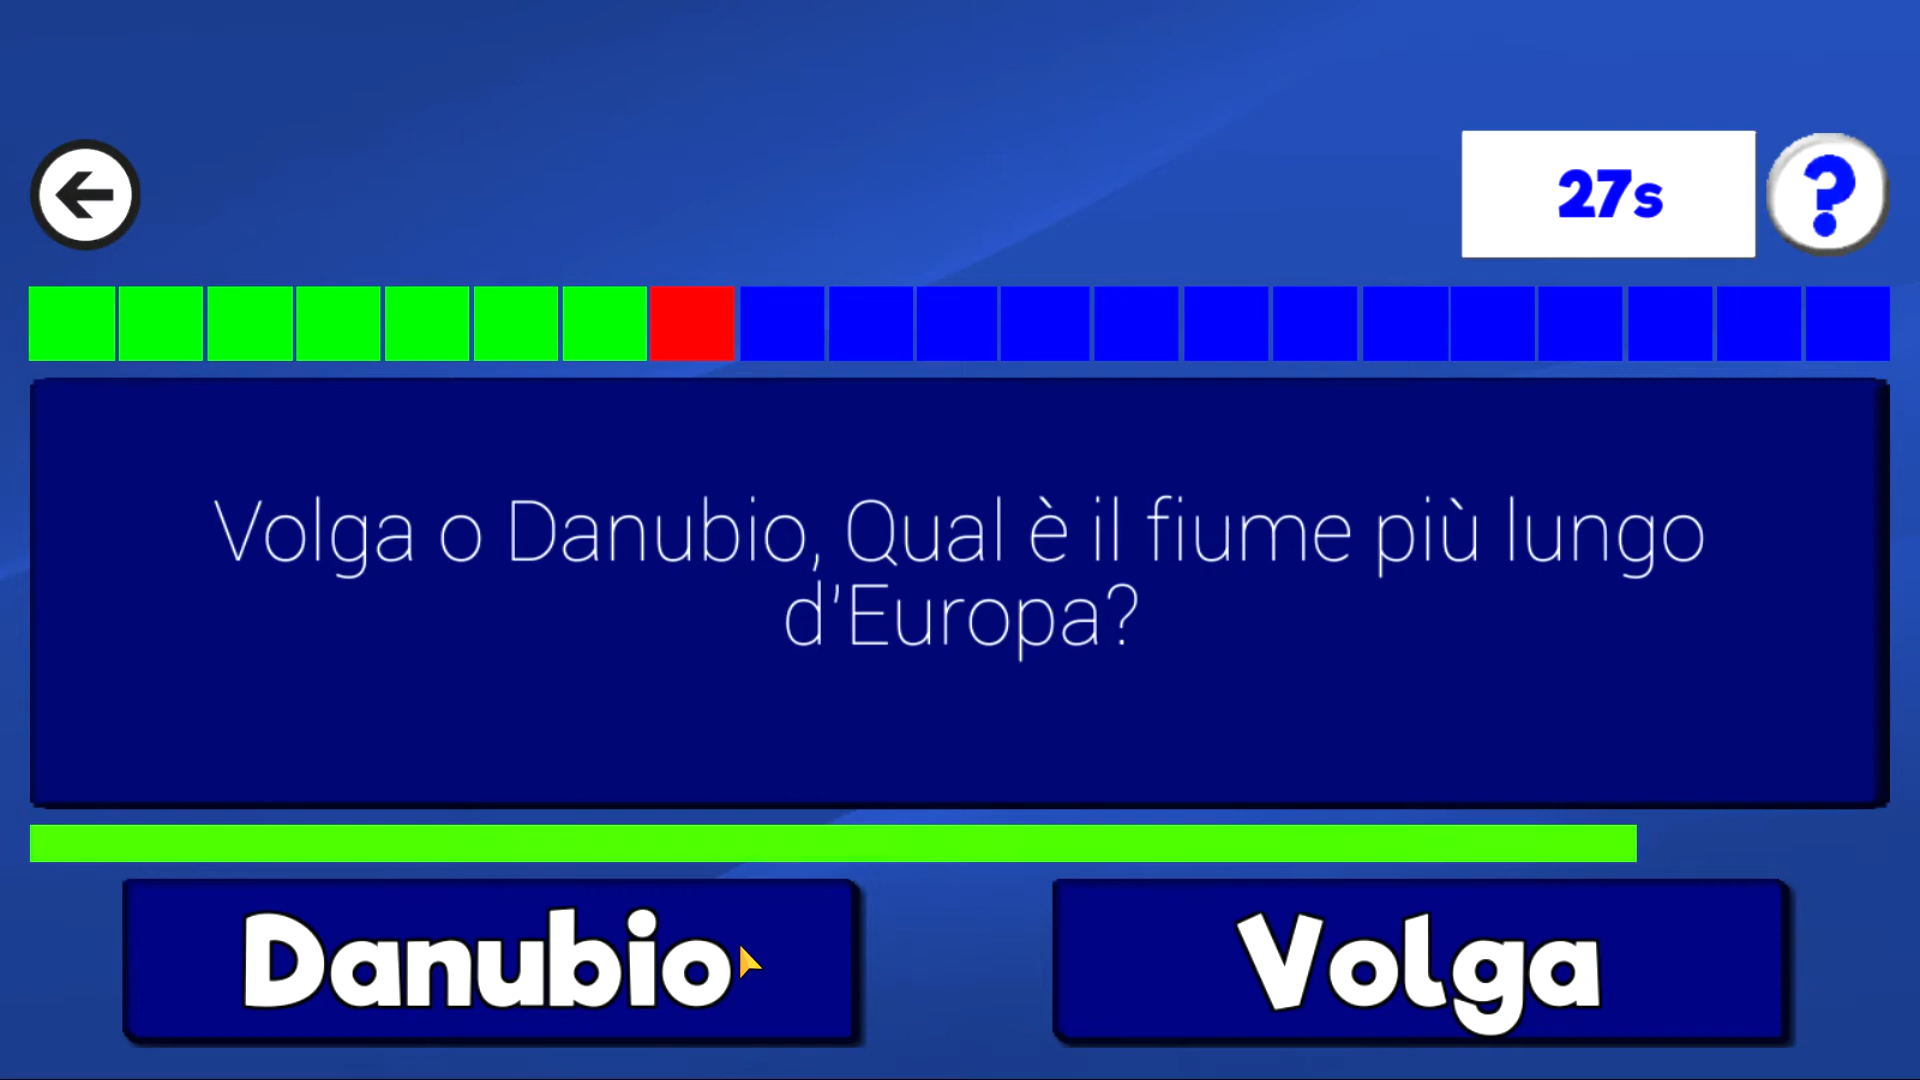 27s
?
Volga o Danubio, Qual è il fiume più lungo
d'Europa?
Danubio
Volga